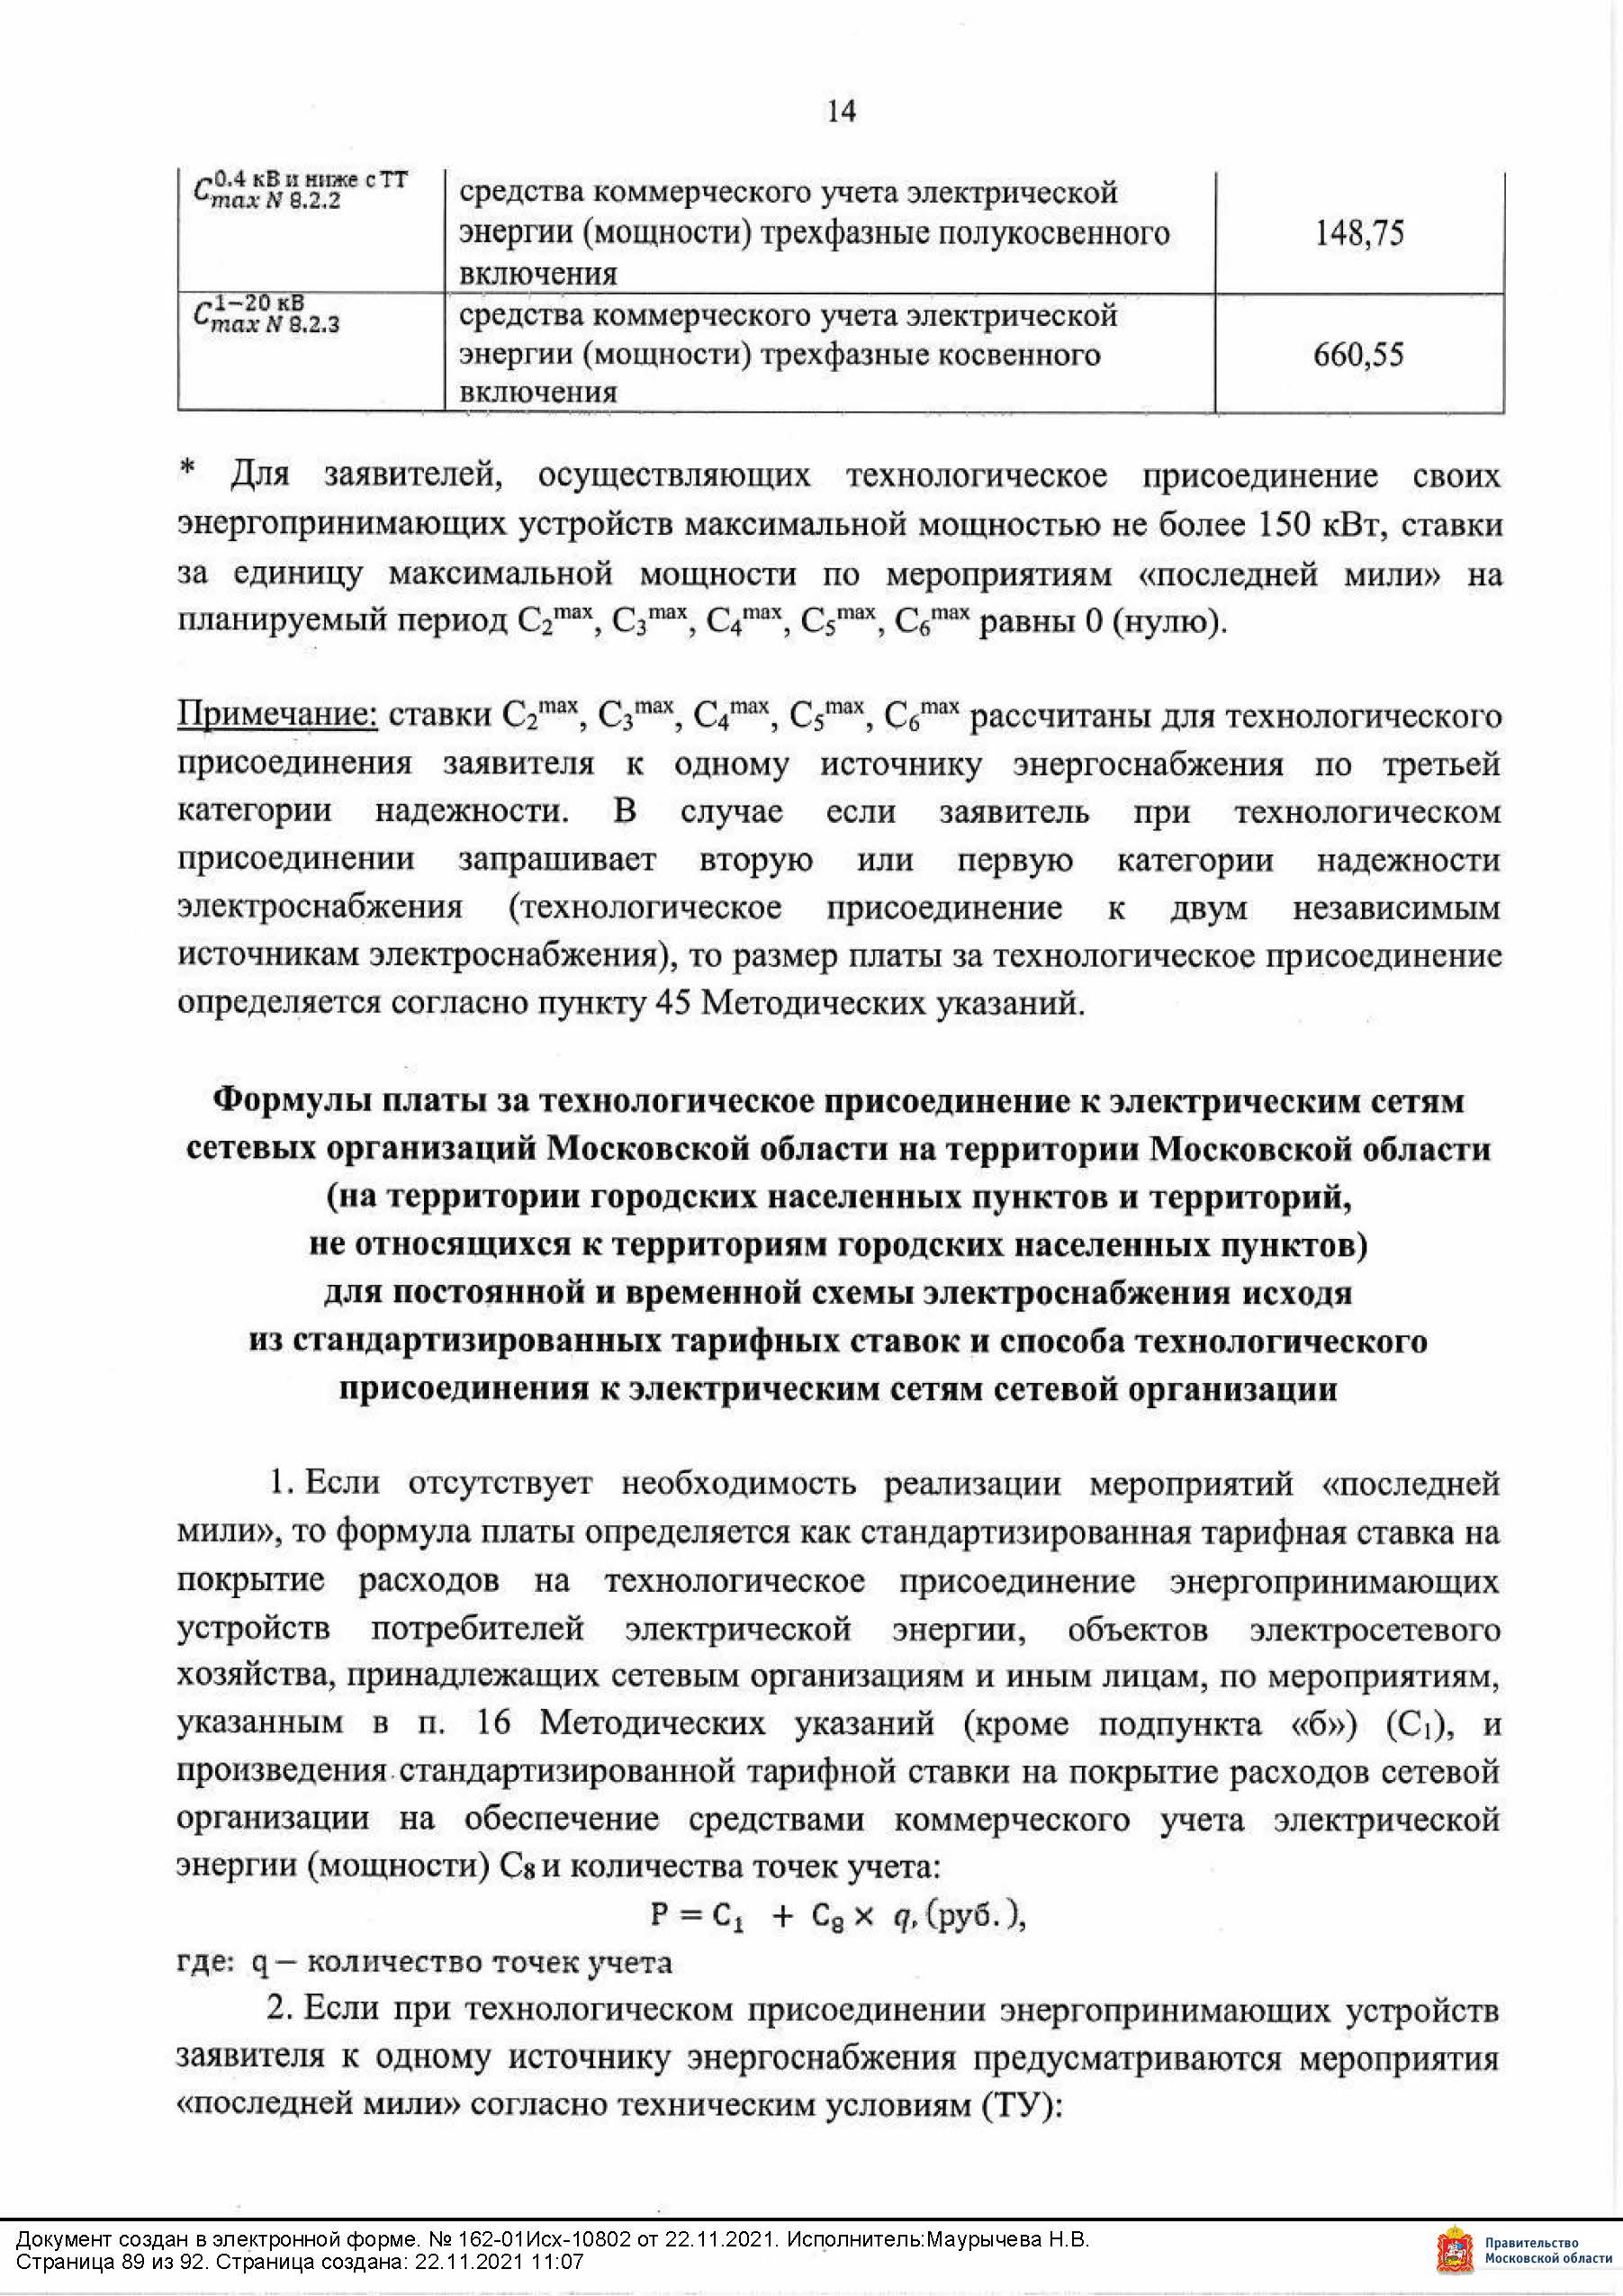 14
C 0.4 кВ и ниже с ТТ
max N 8.2.2
средства коммерческого учета электрической
энергии (мощности) трехфазные полукосвенного
включения
148,75
C 1–20 кВ
max N 8.2.3
средства коммерческого учета электрической
энергии (мощности) трехфазные косвенного
включения
660,55
* Для заявителей, осуществляющих технологическое присоединение своих
энергопринимающих устройств максимальной мощностью не более 150 кВт, ставки
за единицу максимальной мощности по мероприятиям «последней мили» на
планируемый период C₂ᵐᵃˣ, C₃ᵐᵃˣ, C₄ᵐᵃˣ, C₅ᵐᵃˣ, C₆ᵐᵃˣ равны 0 (нулю).
Примечание: ставки C₂ᵐᵃˣ, C₃ᵐᵃˣ, C₄ᵐᵃˣ, C₅ᵐᵃˣ, C₆ᵐᵃˣ рассчитаны для технологического
присоединения заявителя к одному источнику энергоснабжения по третьей
категории надежности. В случае если заявитель при технологическом
присоединении запрашивает вторую или первую категории надежности
электроснабжения (технологическое присоединение к двум независимым
источникам электроснабжения), то размер платы за технологическое присоединение
определяется согласно пункту 45 Методических указаний.
Формулы платы за технологическое присоединение к электрическим сетям
сетевых организаций Московской области на территории Московской области
(на территории городских населенных пунктов и территорий,
не относящихся к территориям городских населенных пунктов)
для постоянной и временной схемы электроснабжения исходя
из стандартизированных тарифных ставок и способа технологического
присоединения к электрическим сетям сетевой организации
1. Если отсутствует необходимость реализации мероприятий «последней
мили», то формула платы определяется как стандартизированная тарифная ставка на
покрытие расходов на технологическое присоединение энергопринимающих
устройств потребителей электрической энергии, объектов электросетевого
хозяйства, принадлежащих сетевым организациям и иным лицам, по мероприятиям,
указанным в п. 16 Методических указаний (кроме подпункта «б») (C₁), и
произведения стандартизированной тарифной ставки на покрытие расходов сетевой
организации на обеспечение средствами коммерческого учета электрической
энергии (мощности) C₈ и количества точек учета:
P = C₁ + C₈ × q, (руб.),
где: q – количество точек учета
2. Если при технологическом присоединении энергопринимающих устройств
заявителя к одному источнику энергоснабжения предусматриваются мероприятия
«последней мили» согласно техническим условиям (ТУ):
Документ создан в электронной форме. № 162-01Исх-10802 от 22.11.2021. Исполнитель:Маурычева Н.В.
Страница 89 из 92. Страница создана: 22.11.2021 11:07
Правительство
Московской области